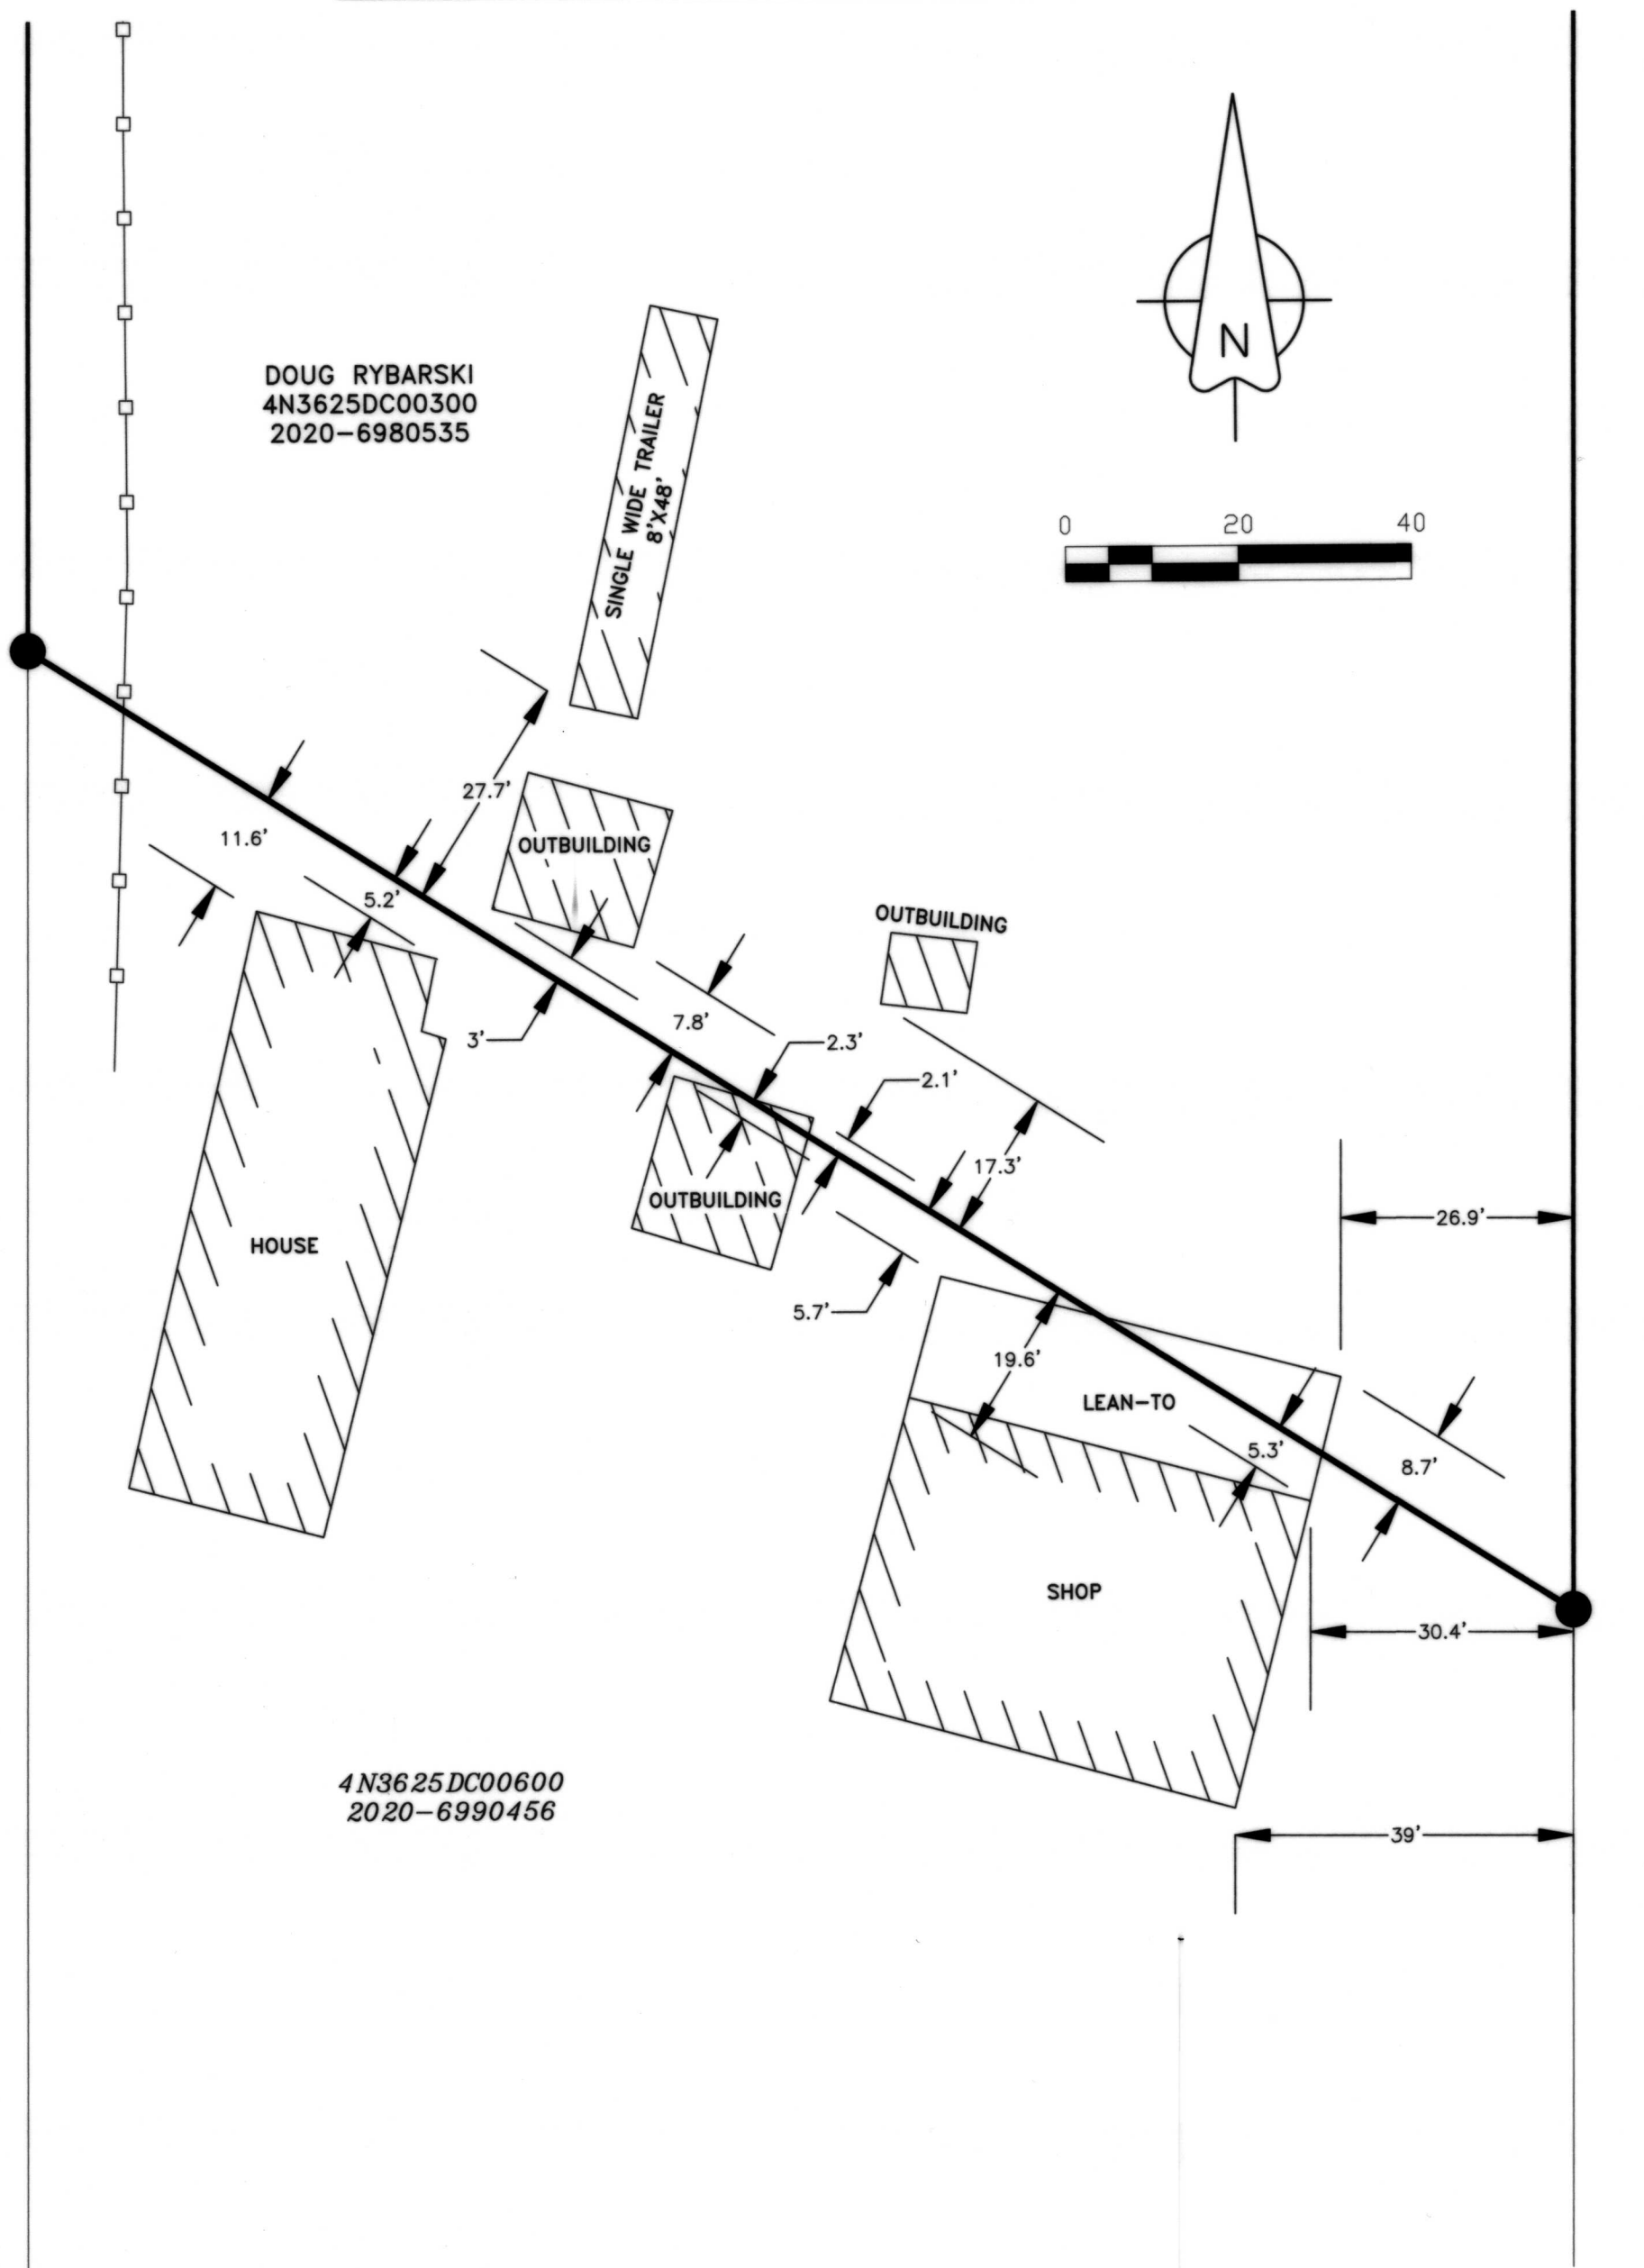 N
0 20 40
DOUG RYBARSKI
4N3625DC00300
2020-6980535
SINGLE WIDE TRAILER
8'X48'
27.7'
11.6'
OUTBUILDING
5.2'
OUTBUILDING
3'
7.8'
2.3'
2.1'
17.3'
OUTBUILDING
26.9'
HOUSE
5.7'
19.6'
LEAN-TO
5.3'
8.7'
SHOP
30.4'
4N3625DC00600
2020-6990456
39'